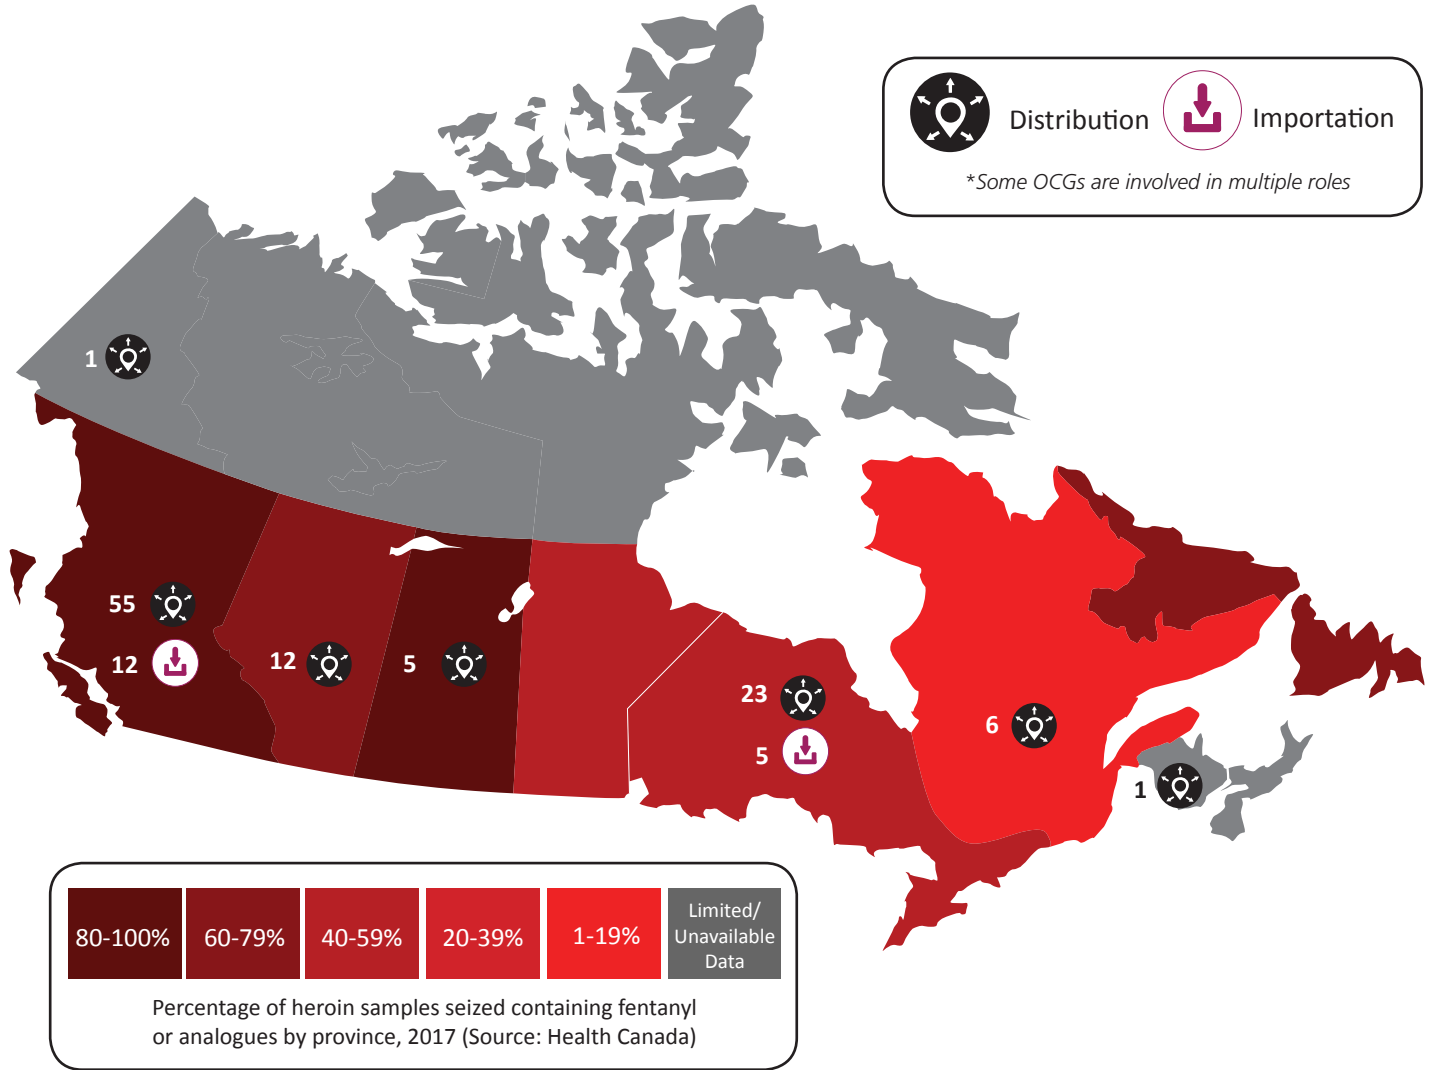 Distribution
Importation
*Some OCGs are involved in multiple roles
1
55
12
12
5
23
5
6
1
80-100%
60-79%
40-59%
20-39%
1-19%
Limited/
Unavailable
Data
Percentage of heroin samples seized containing fentanyl
or analogues by province, 2017 (Source: Health Canada)